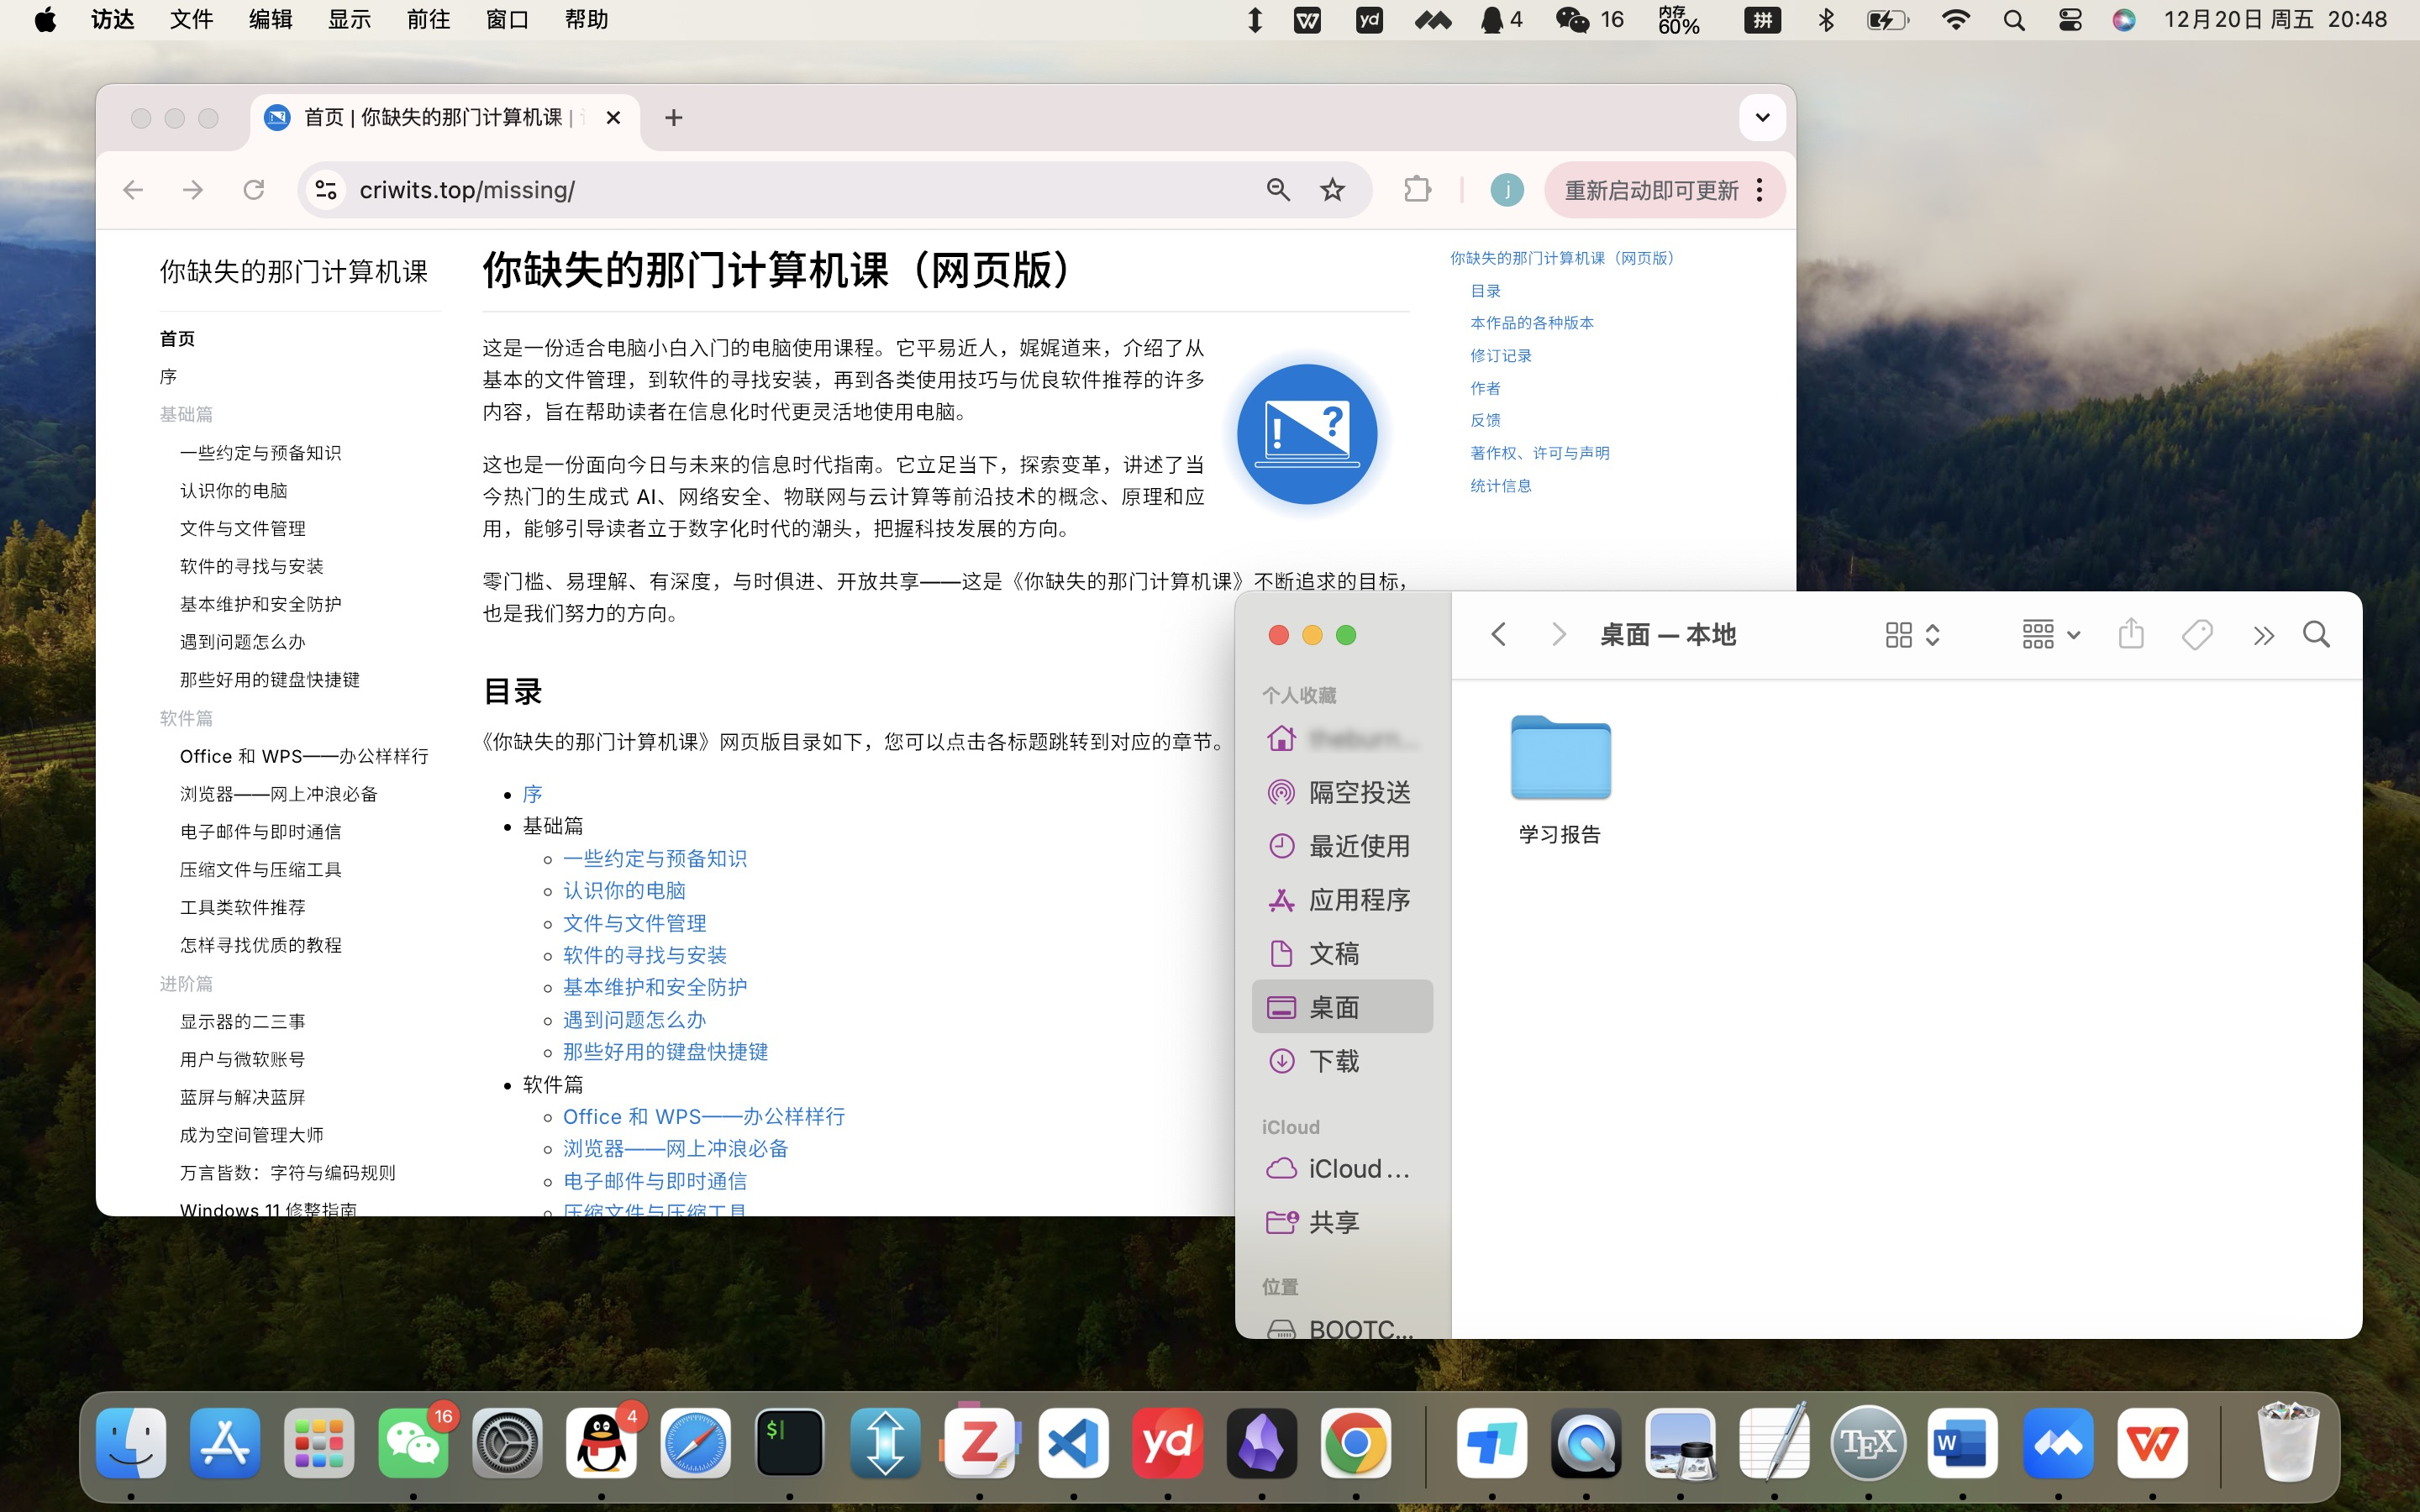 访达 文件 编辑 显示 前往 窗口 帮助
yd 4 16 内存 60% 拼 12月20日 周五 20:48
首页 | 你缺失的那门计算机课 |
criwits.top/missing/
j 重新启动即可更新
你缺失的那门计算机课
首页
序
基础篇
一些约定与预备知识
认识你的电脑
文件与文件管理
软件的寻找与安装
基本维护和安全防护
遇到问题怎么办
那些好用的键盘快捷键
软件篇
Office 和 WPS——办公样样行
浏览器——网上冲浪必备
电子邮件与即时通信
压缩文件与压缩工具
工具类软件推荐
怎样寻找优质的教程
进阶篇
显示器的二三事
用户与微软账号
蓝屏与解决蓝屏
成为空间管理大师
万言皆数：字符与编码规则
Windows 11 修整指南
你缺失的那门计算机课（网页版）
这是一份适合电脑小白入门的电脑使用课程。它平易近人，娓娓道来，介绍了从
基本的文件管理，到软件的寻找安装，再到各类使用技巧与优良软件推荐的许多
内容，旨在帮助读者在信息化时代更灵活地使用电脑。
这也是一份面向今日与未来的信息时代指南。它立足当下，探索变革，讲述了当
今热门的生成式 AI、网络安全、物联网与云计算等前沿技术的概念、原理和应
用，能够引导读者立于数字化时代的潮头，把握科技发展的方向。
零门槛、易理解、有深度，与时俱进、开放共享——这是《你缺失的那门计算机课》不断追求的目标，
也是我们努力的方向。
目录
《你缺失的那门计算机课》网页版目录如下，您可以点击各标题跳转到对应的章节。
序
基础篇
一些约定与预备知识
认识你的电脑
文件与文件管理
软件的寻找与安装
基本维护和安全防护
遇到问题怎么办
那些好用的键盘快捷键
软件篇
Office 和 WPS——办公样样行
浏览器——网上冲浪必备
电子邮件与即时通信
压缩文件与压缩工具
你缺失的那门计算机课（网页版）
目录
本作品的各种版本
修订记录
作者
反馈
著作权、许可与声明
统计信息
桌面 — 本地
个人收藏
隔空投送
最近使用
应用程序
文稿
桌面
下载
iCloud
iCloud...
共享
位置
BOOTC...
学习报告
16 4 $ Z yd TEX W